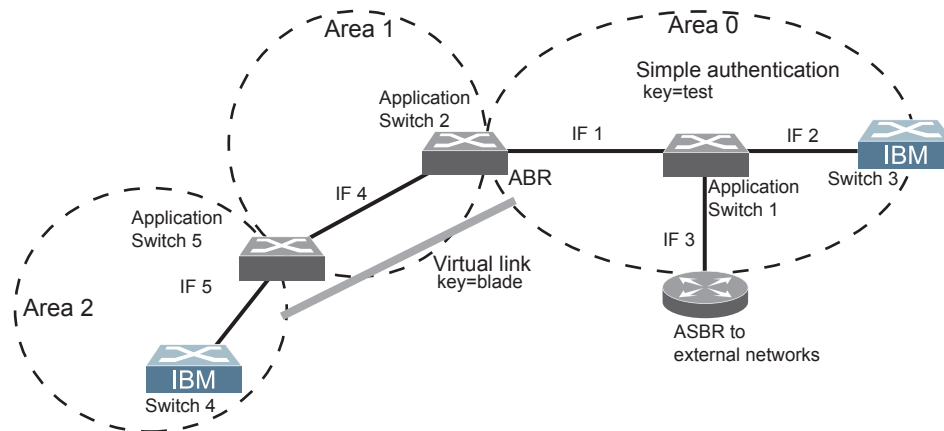 Area 1
Area 0
Simple authentication
key=test
Application
Switch 2
IF 1
IF 2
IBM
ABR
Switch 3
Application
Switch 1
IF 4
Application
Switch 5
IF 3
Virtual link
key=blade
IF 5
Area 2
ASBR to
external networks
IBM
Switch 4